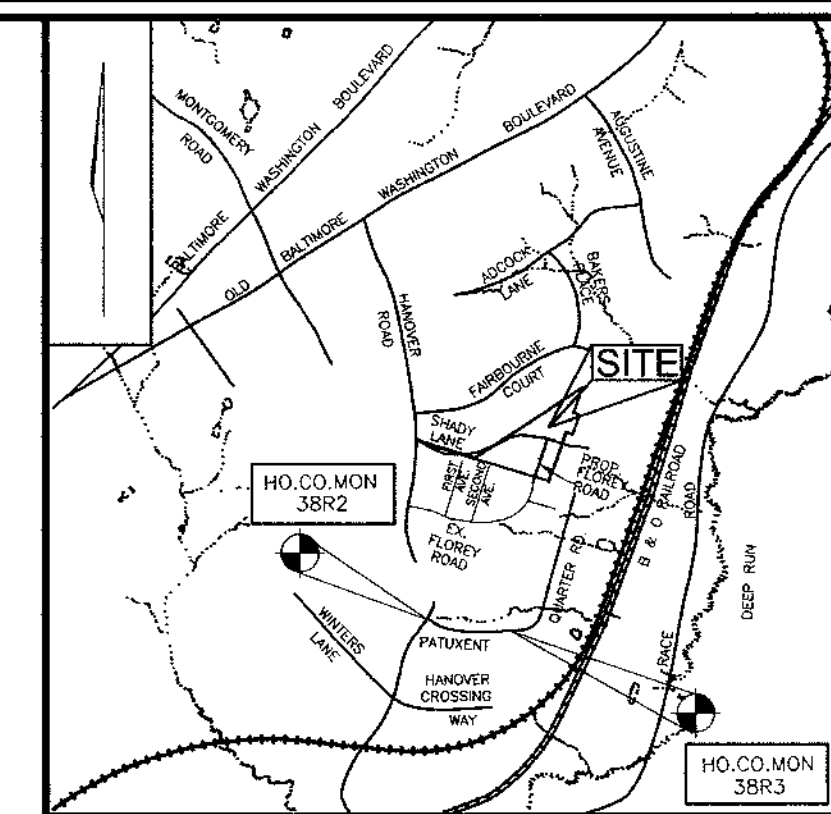 MONTGOMERY
ROAD
BALTIMORE
WASHINGTON
BOULEVARD
OLD
BALTIMORE
WASHINGTON
BOULEVARD
AUGUSTINE
AVENUE
ADCOCK
LANE
BAKERS
PLACE
HANOVER
ROAD
FAIRBOURNE
COURT
SITE
SHADY
LANE
FIRST
AVE.
SECOND
AVE.
PROP.
FLOREY
ROAD
EX.
FLOREY
ROAD
HO.CO.MON
38R2
B & O RAILROAD
ROAD
RACE
DEEP RUN
QUARTER RD
WINTERS
LANE
PATUXENT
HANOVER
CROSSING
WAY
HO.CO.MON
38R3